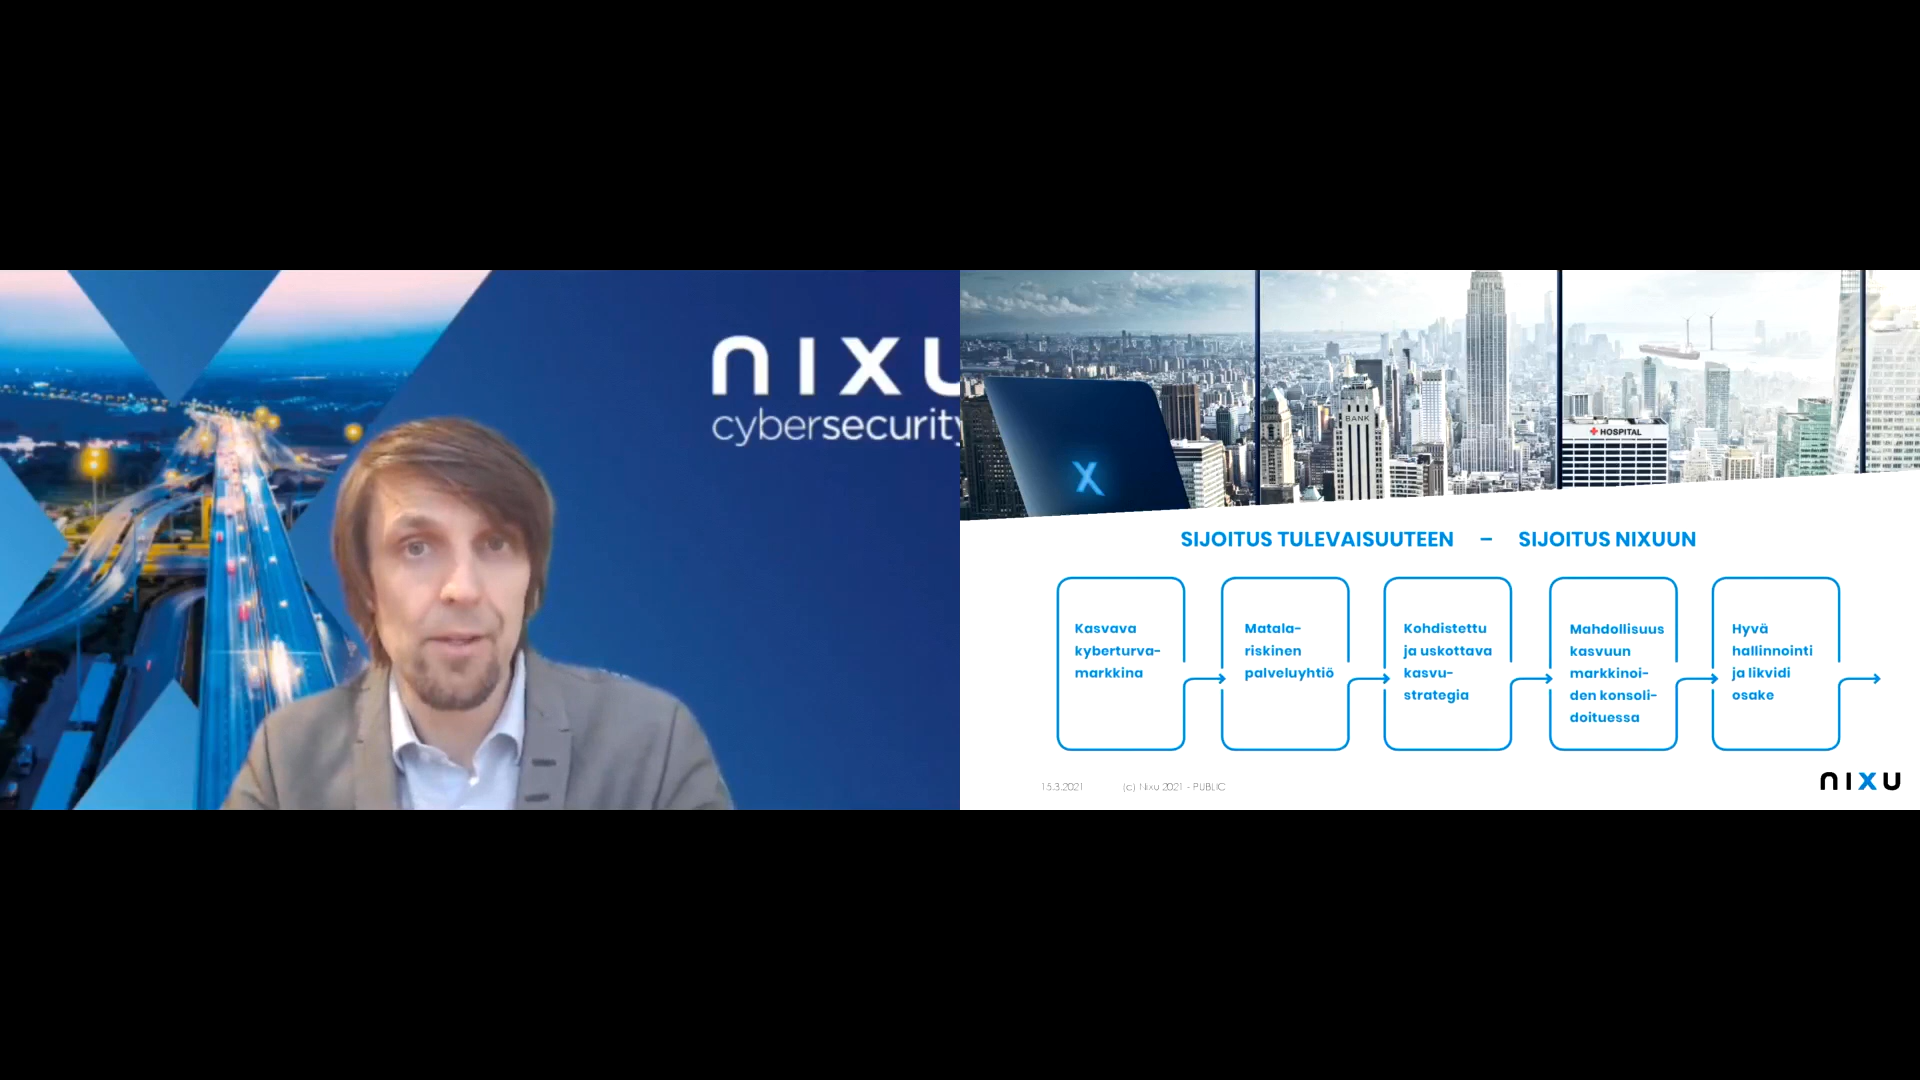 nixu
cybersecurity
BANK
HOSPITAL
X
SIJOITUS TULEVAISUUTEEN – SIJOITUS NIXUUN
Kasvava
kyberturva-
markkina
Matala-
riskinen
palveluyhtiö
Kohdistettu
ja uskottava
kasvu-
strategia
Mahdollisuus
kasvuun
markkinoi-
den konsoli-
doituessa
Hyvä
hallinnointi
ja likvidi
osake
15.3.2021 (c) Nixu 2021 - PUBLIC
nixu